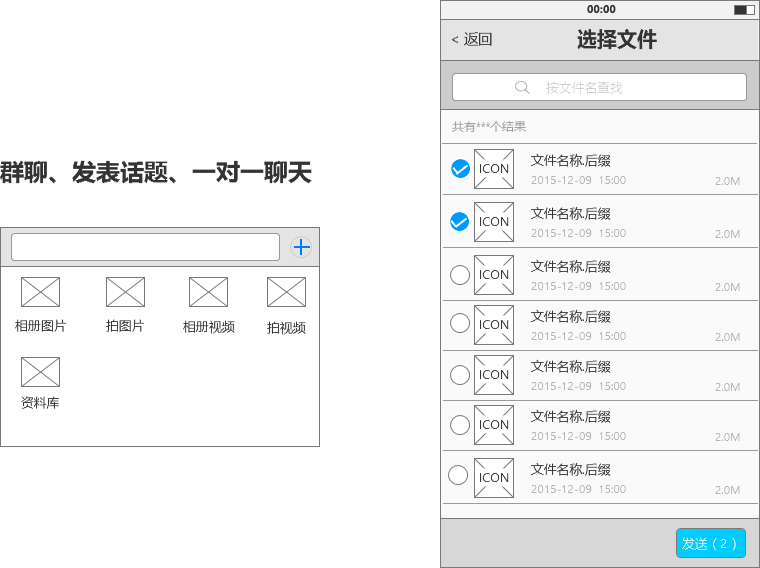 群聊、发表话题、一对一聊天
相册图片 拍图片 相册视频 拍视频
资料库
00:00
< 返回 选择文件
按文件名查找
共有***个结果
ICON 文件名称.后缀
2015-12-09 15:00 2.0M
ICON 文件名称.后缀
2015-12-09 15:00 2.0M
ICON 文件名称.后缀
2015-12-09 15:00 2.0M
ICON 文件名称.后缀
2015-12-09 15:00 2.0M
ICON 文件名称.后缀
2015-12-09 15:00 2.0M
ICON 文件名称.后缀
2015-12-09 15:00 2.0M
ICON 文件名称.后缀
2015-12-09 15:00 2.0M
发送（2）